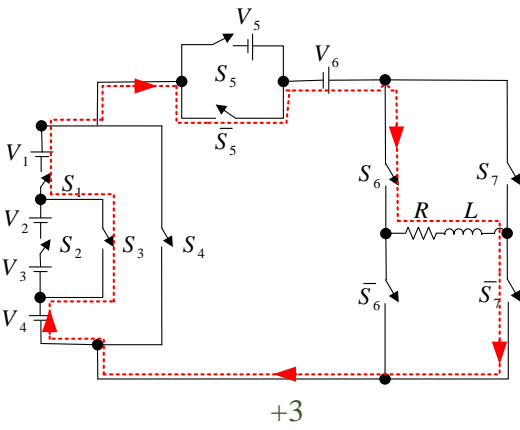 V₅
V₆
S₅
S̅₅
V₁
S₁
S₆
S₇
V₂
R
L
S₂
S₃
S₄
V₃
S̅₆
S̅₇
V₄
+3